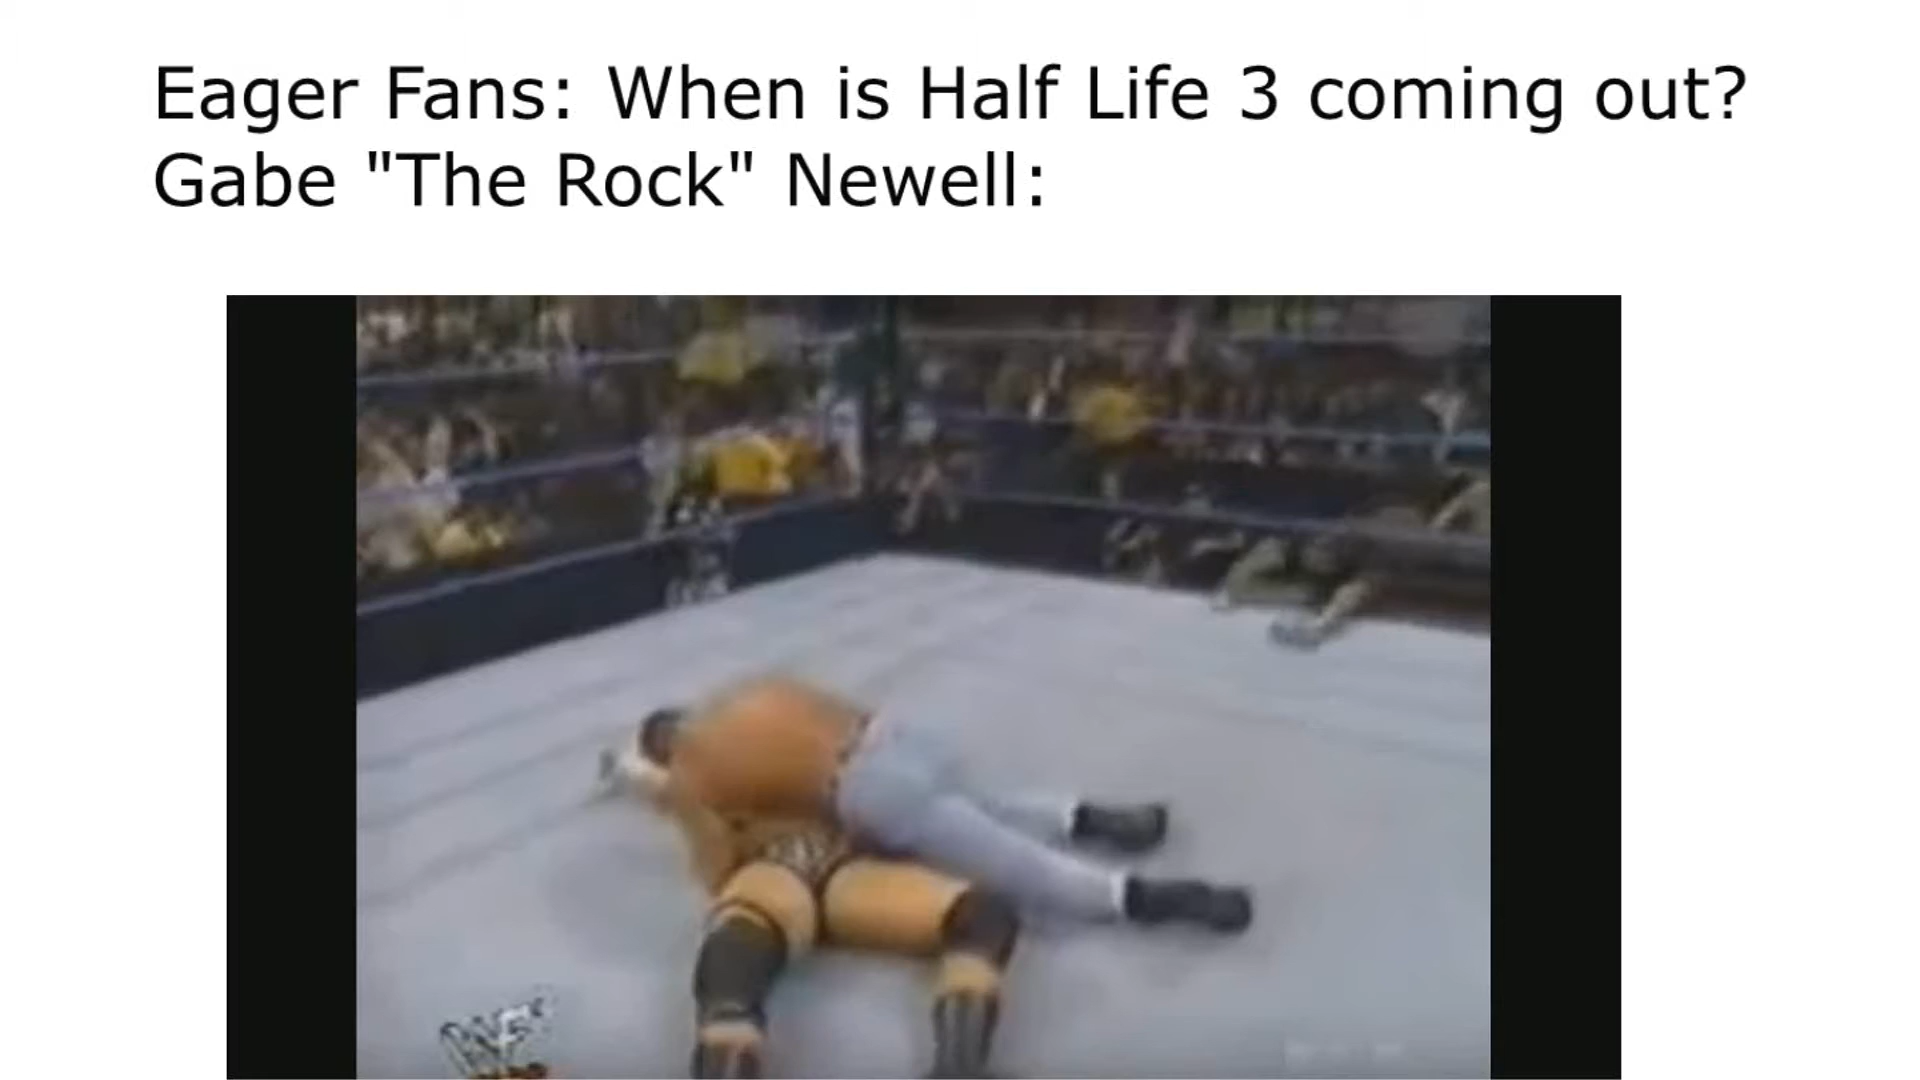 Eager Fans: When is Half Life 3 coming out?
Gabe "The Rock" Newell: